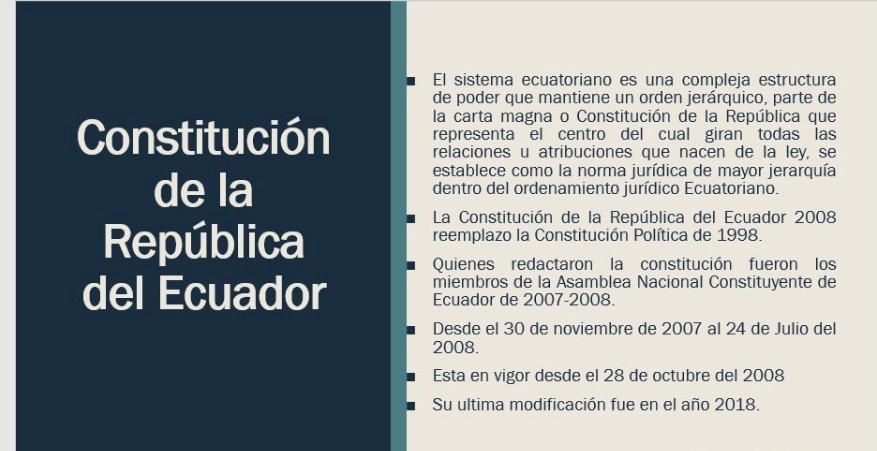 Constitución
de la
República
del Ecuador
El sistema ecuatoriano es una compleja estructura
de poder que mantiene un orden jerárquico, parte de
la carta magna o Constitución de la República que
representa el centro del cual giran todas las
relaciones u atribuciones que nacen de la ley, se
establece como la norma jurídica de mayor jerarquía
dentro del ordenamiento jurídico Ecuatoriano.
La Constitución de la República del Ecuador 2008
reemplazo la Constitución Política de 1998.
Quienes redactaron la constitución fueron los
miembros de la Asamblea Nacional Constituyente de
Ecuador de 2007-2008.
Desde el 30 de noviembre de 2007 al 24 de Julio del
2008.
Esta en vigor desde el 28 de octubre del 2008
Su ultima modificación fue en el año 2018.